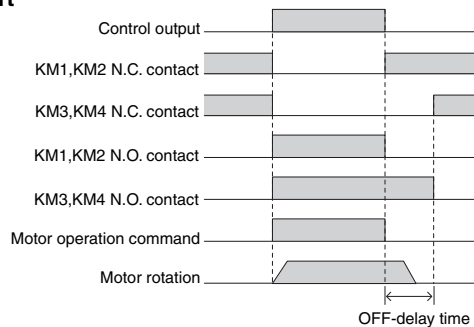 Control output
KM1,KM2 N.C. contact
KM3,KM4 N.C. contact
KM1,KM2 N.O. contact
KM3,KM4 N.O. contact
Motor operation command
Motor rotation
OFF-delay time